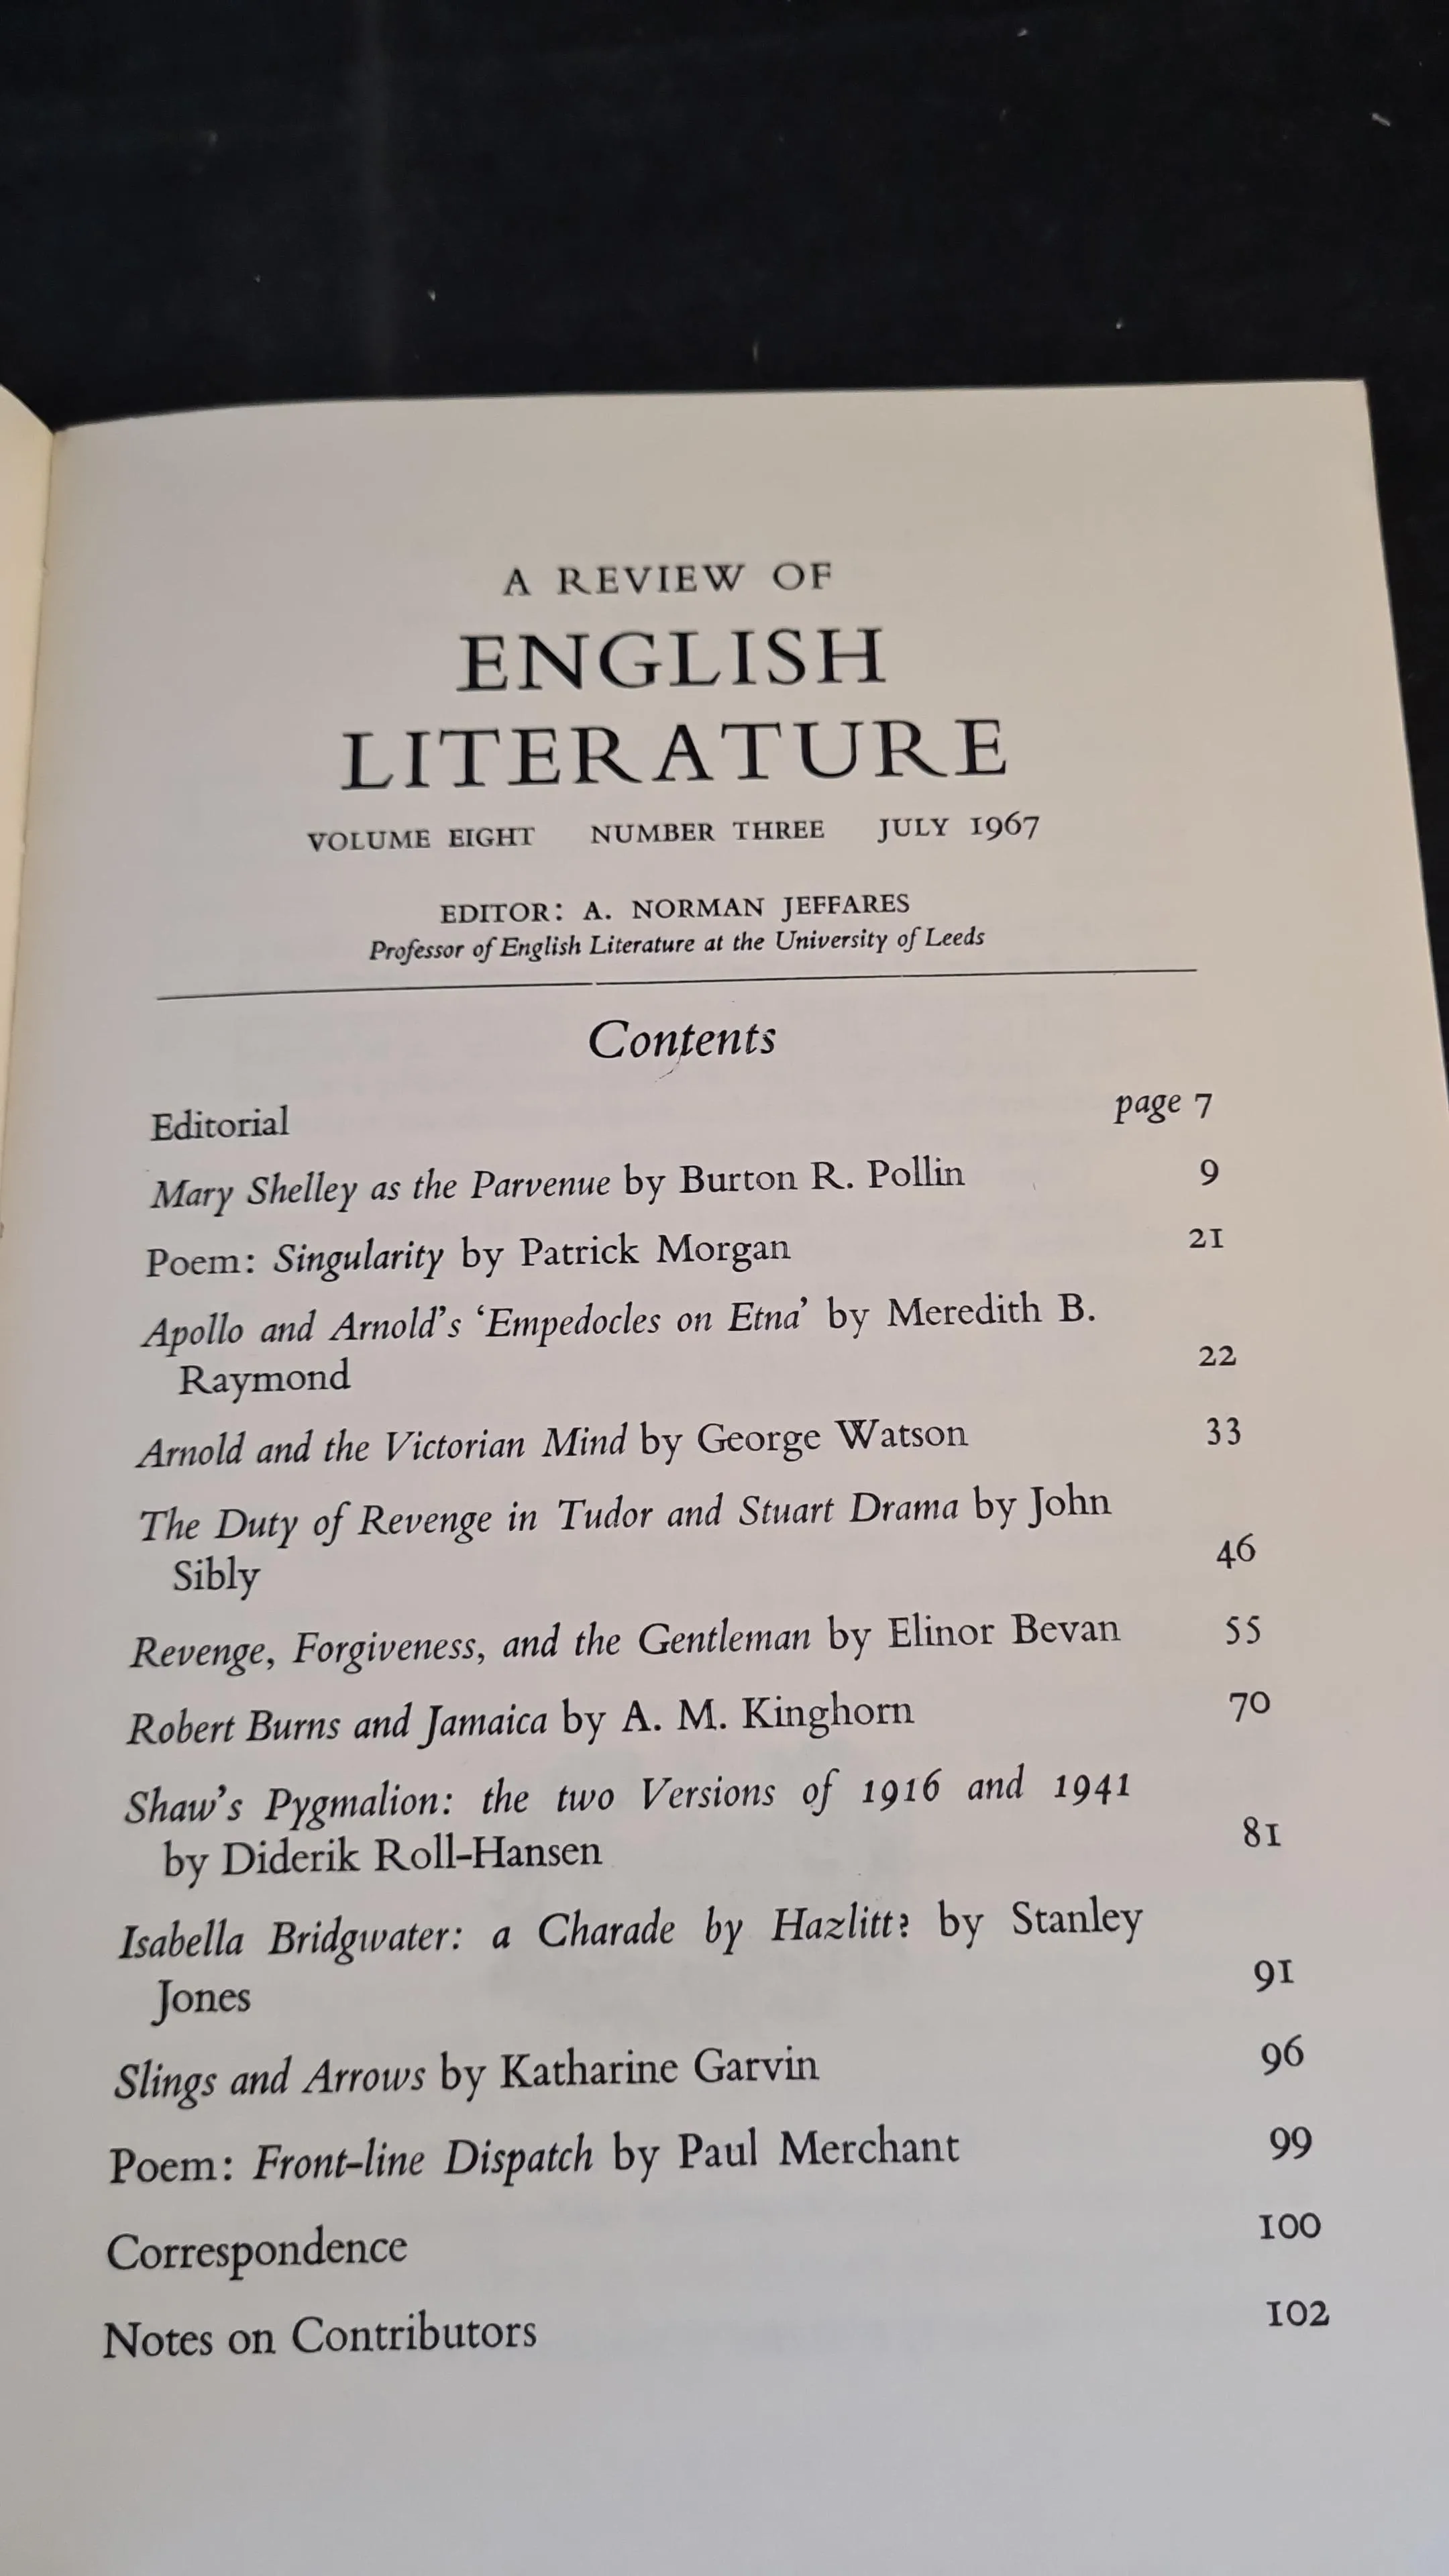 A REVIEW OF
ENGLISH
LITERATURE
VOLUME EIGHT NUMBER THREE JULY 1967
EDITOR: A. NORMAN JEFFARES
Professor of English Literature at the University of Leeds
Contents
Editorial page 7
Mary Shelley as the Parvenue by Burton R. Pollin 9
Poem: Singularity by Patrick Morgan 21
Apollo and Arnold's 'Empedocles on Etna' by Meredith B.
Raymond 22
Arnold and the Victorian Mind by George Watson 33
The Duty of Revenge in Tudor and Stuart Drama by John
Sibly 46
Revenge, Forgiveness, and the Gentleman by Elinor Bevan 55
Robert Burns and Jamaica by A. M. Kinghorn 70
Shaw's Pygmalion: the two Versions of 1916 and 1941
by Diderik Roll-Hansen 81
Isabella Bridgwater: a Charade by Hazlitt? by Stanley
Jones 91
Slings and Arrows by Katharine Garvin 96
Poem: Front-line Dispatch by Paul Merchant 99
Correspondence 100
Notes on Contributors 102